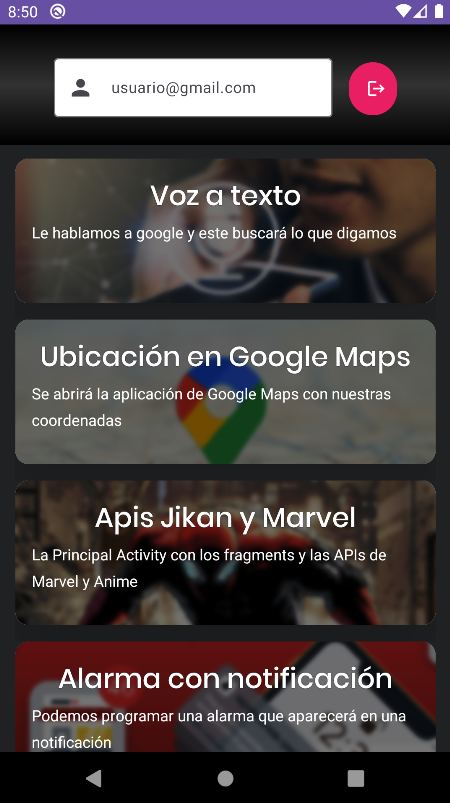 8:50
usuario@gmail.com
Voz a texto
Le hablamos a google y este buscará lo que digamos
Ubicación en Google Maps
Se abrirá la aplicación de Google Maps con nuestras
coordenadas
Apis Jikan y Marvel
La Principal Activity con los fragments y las APIs de
Marvel y Anime
Alarma con notificación
Podemos programar una alarma que aparecerá en una
notificación